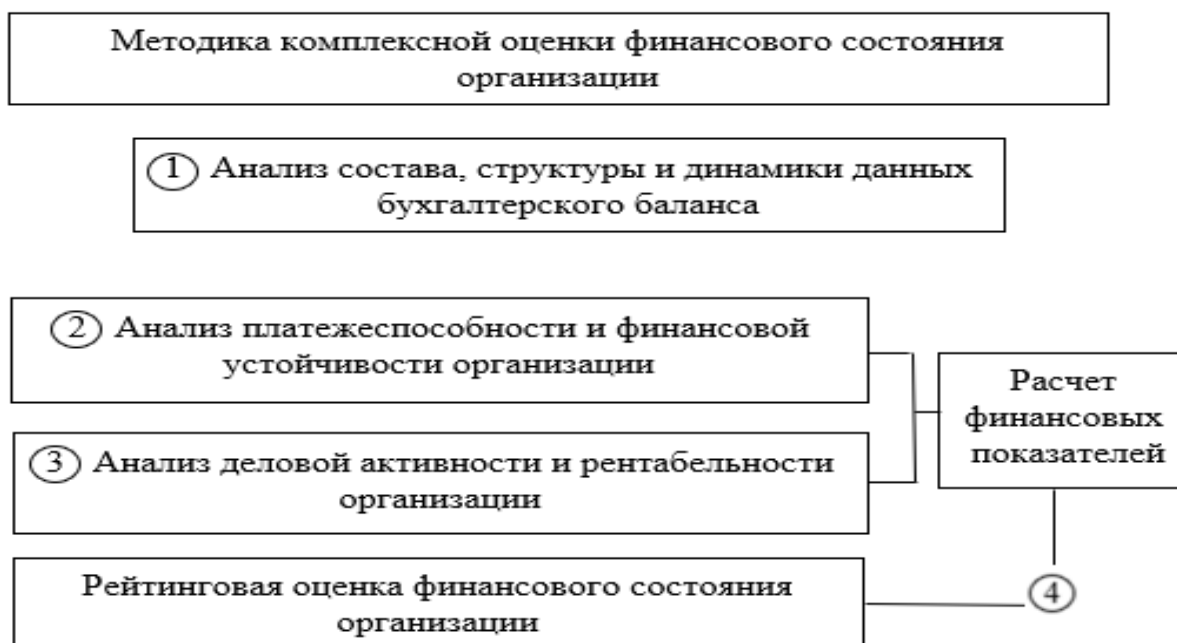 Методика комплексной оценки финансового состояния
организации
1 Анализ состава, структуры и динамики данных
бухгалтерского баланса
2 Анализ платежеспособности и финансовой
устойчивости организации
3 Анализ деловой активности и рентабельности
организации
Расчет
финансовых
показателей
Рейтинговая оценка финансового состояния
организации
4